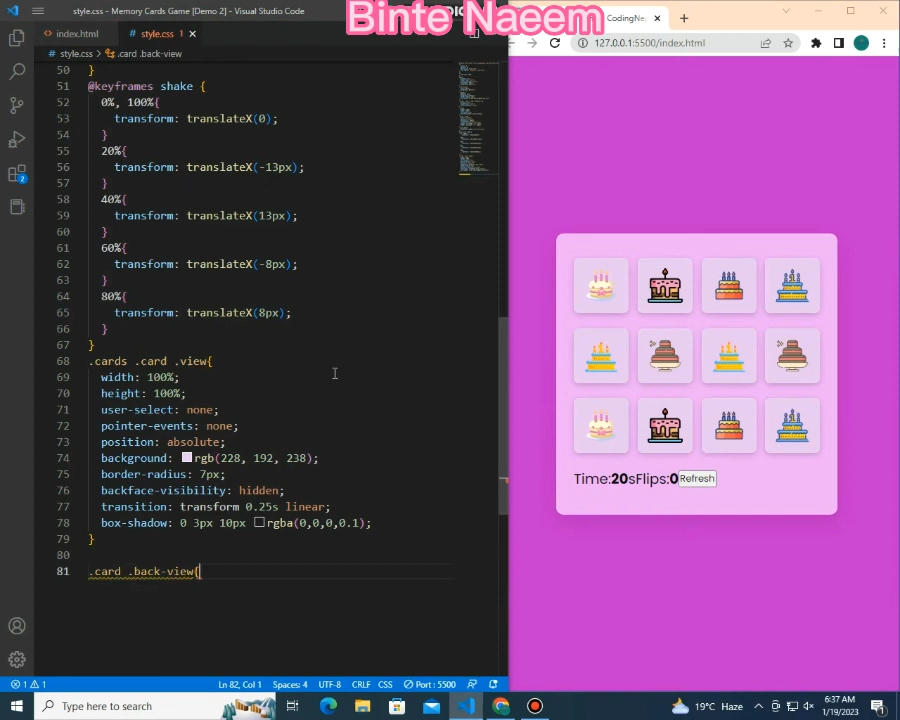 style.css - Memory Cards Game [Demo 2] - Visual Studio Code
Binte Naeem
index.html
# style.css 1
CodingNe
# style.css > .card .back-view
127.0.0.1:5500/index.html
50 }
51 @keyframes shake {
52 0%, 100%{
53 transform: translateX(0);
54 }
55 20%{
56 transform: translateX(-13px);
57 }
58 40%{
59 transform: translateX(13px);
60 }
61 60%{
62 transform: translateX(-8px);
63 }
64 80%{
65 transform: translateX(8px);
66 }
67 }
68 .cards .card .view{
69 width: 100%;
70 height: 100%;
71 user-select: none;
72 pointer-events: none;
73 position: absolute;
74 background: rgb(228, 192, 238);
75 border-radius: 7px;
76 backface-visibility: hidden;
77 transition: transform 0.25s linear;
78 box-shadow: 0 3px 10px rgba(0,0,0,0.1);
79 }
80
81 .card .back-view{
2
Time:20sFlips:0 Refresh
1 1 Ln 82, Col 1 Spaces: 4 UTF-8 CRLF CSS Port : 5500
Type here to search
19°C Haze
6:37 AM
1/19/2023
1